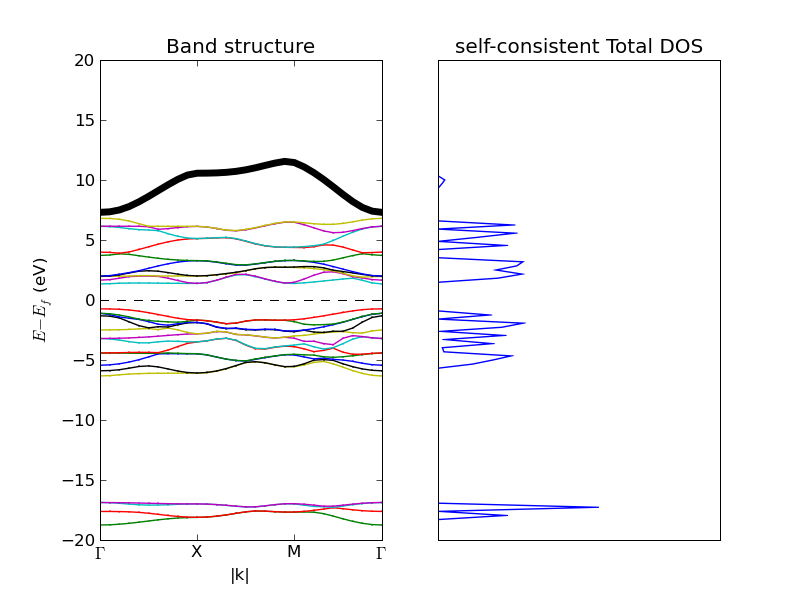 Band structure
self-consistent Total DOS
20
15
10
5
0
−5
−10
−15
−20
E−E_f (eV)
Γ X M Γ
|k|